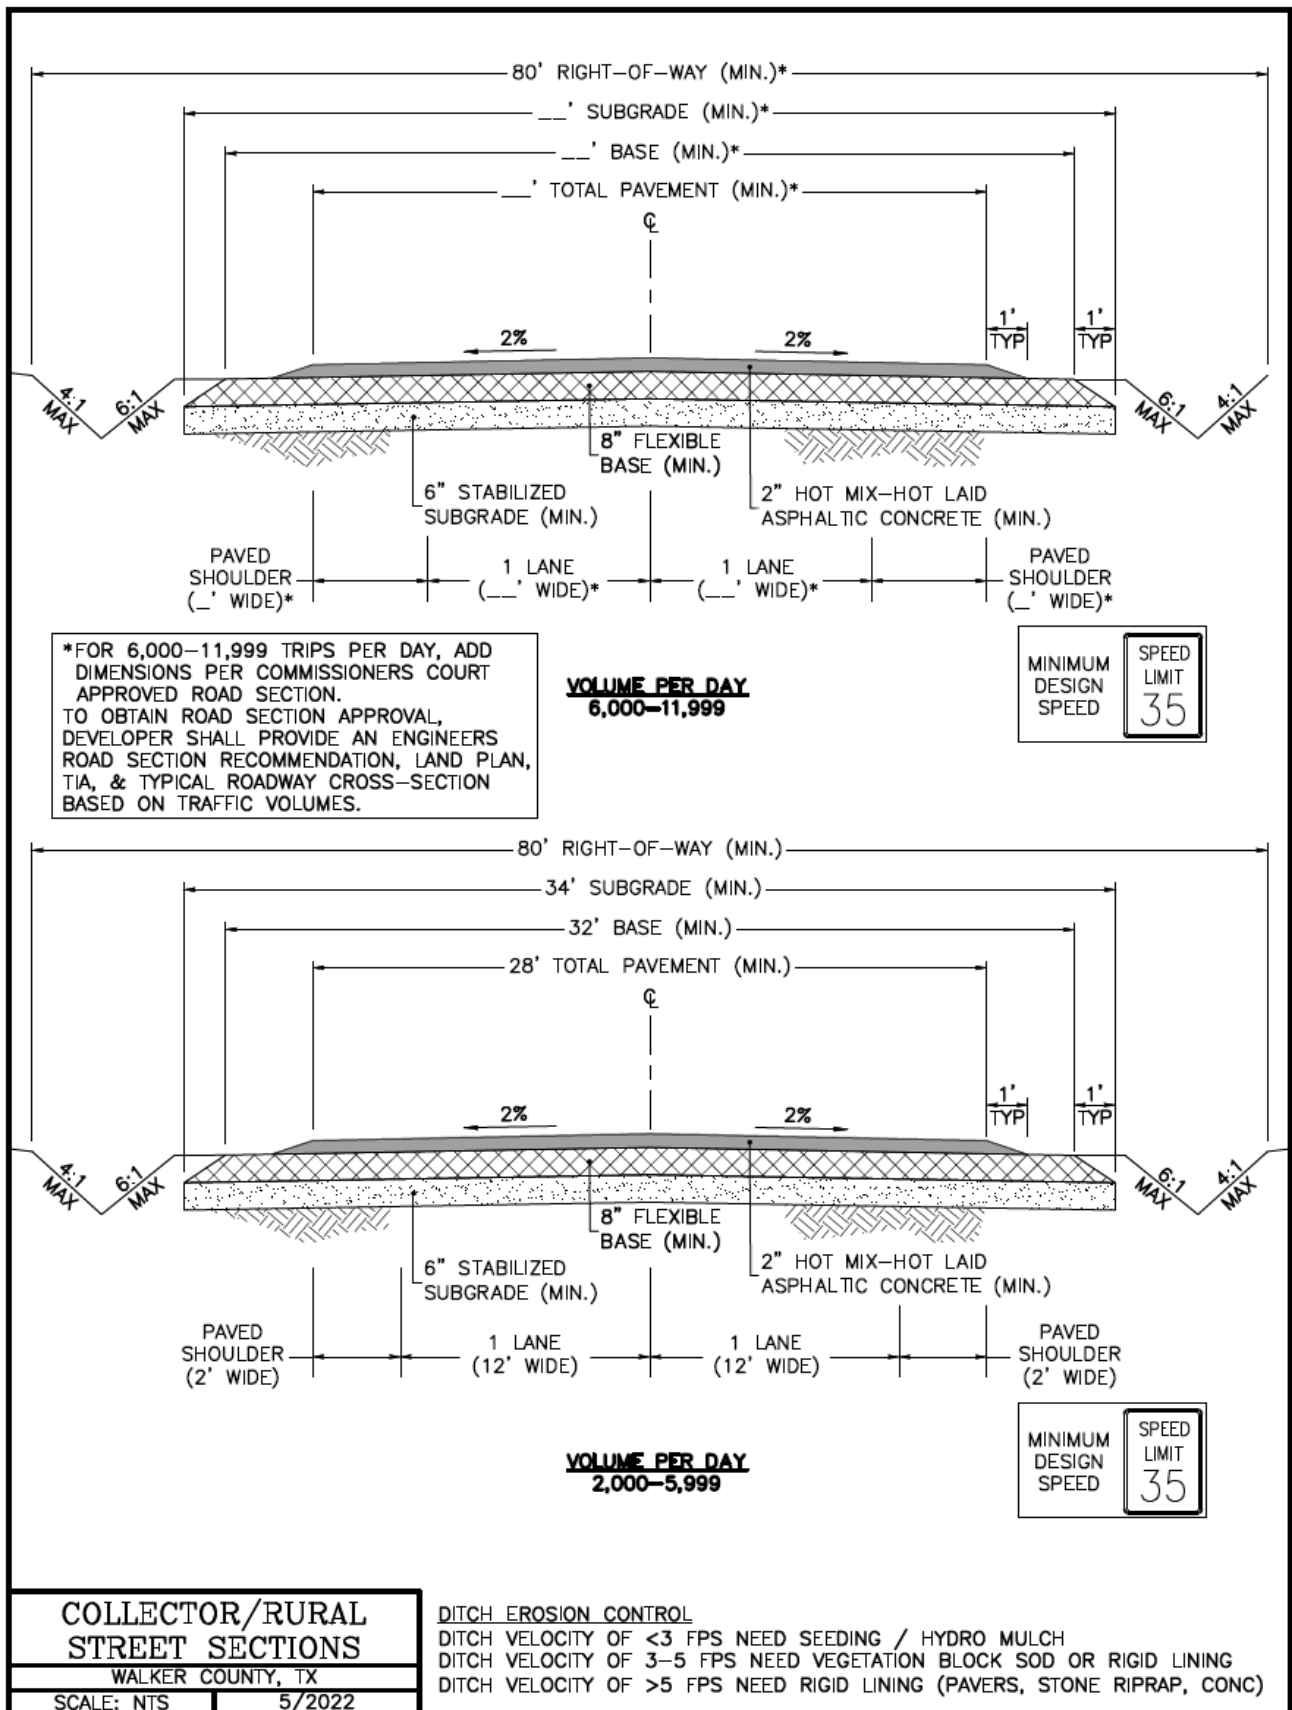 80' RIGHT-OF-WAY (MIN.)*
__' SUBGRADE (MIN.)*
__' BASE (MIN.)*
__' TOTAL PAVEMENT (MIN.)*
℄
1' TYP
1' TYP
2%
2%
4:1 MAX
6:1 MAX
6:1 MAX
4:1 MAX
8" FLEXIBLE
BASE (MIN.)
6" STABILIZED
SUBGRADE (MIN.)
2" HOT MIX-HOT LAID
ASPHALTIC CONCRETE (MIN.)
PAVED
SHOULDER
(_' WIDE)*
1 LANE
(__' WIDE)*
1 LANE
(__' WIDE)*
PAVED
SHOULDER
(_' WIDE)*
*FOR 6,000-11,999 TRIPS PER DAY, ADD
DIMENSIONS PER COMMISSIONERS COURT
APPROVED ROAD SECTION.
TO OBTAIN ROAD SECTION APPROVAL,
DEVELOPER SHALL PROVIDE AN ENGINEERS
ROAD SECTION RECOMMENDATION, LAND PLAN,
TIA, & TYPICAL ROADWAY CROSS-SECTION
BASED ON TRAFFIC VOLUMES.
VOLUME PER DAY
6,000-11,999
MINIMUM
DESIGN
SPEED
SPEED
LIMIT
35
80' RIGHT-OF-WAY (MIN.)
34' SUBGRADE (MIN.)
32' BASE (MIN.)
28' TOTAL PAVEMENT (MIN.)
℄
1' TYP
1' TYP
2%
2%
4:1 MAX
6:1 MAX
6:1 MAX
4:1 MAX
8" FLEXIBLE
BASE (MIN.)
6" STABILIZED
SUBGRADE (MIN.)
2" HOT MIX-HOT LAID
ASPHALTIC CONCRETE (MIN.)
PAVED
SHOULDER
(2' WIDE)
1 LANE
(12' WIDE)
1 LANE
(12' WIDE)
PAVED
SHOULDER
(2' WIDE)
VOLUME PER DAY
2,000-5,999
MINIMUM
DESIGN
SPEED
SPEED
LIMIT
35
COLLECTOR/RURAL
STREET SECTIONS
WALKER COUNTY, TX
SCALE: NTS 5/2022
DITCH EROSION CONTROL
DITCH VELOCITY OF <3 FPS NEED SEEDING / HYDRO MULCH
DITCH VELOCITY OF 3-5 FPS NEED VEGETATION BLOCK SOD OR RIGID LINING
DITCH VELOCITY OF >5 FPS NEED RIGID LINING (PAVERS, STONE RIPRAP, CONC)